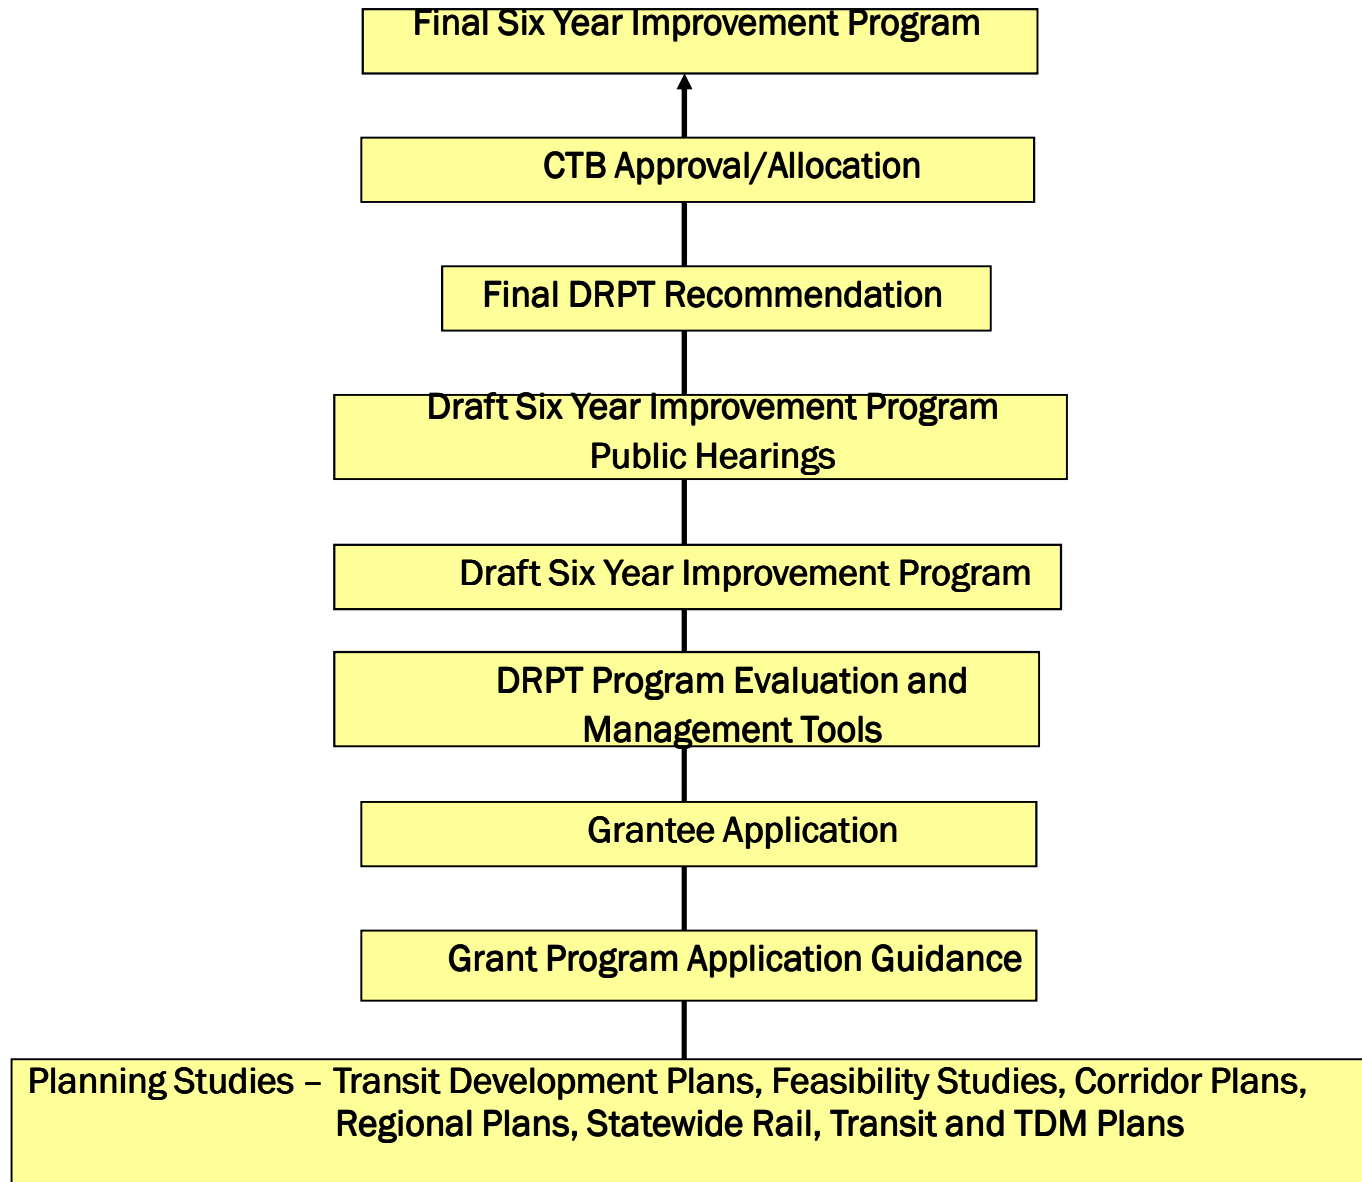 Final Six Year Improvement Program
CTB Approval/Allocation
Final DRPT Recommendation
Draft Six Year Improvement Program
Public Hearings
Draft Six Year Improvement Program
DRPT Program Evaluation and
Management Tools
Grantee Application
Grant Program Application Guidance
Planning Studies – Transit Development Plans, Feasibility Studies, Corridor Plans,
Regional Plans, Statewide Rail, Transit and TDM Plans